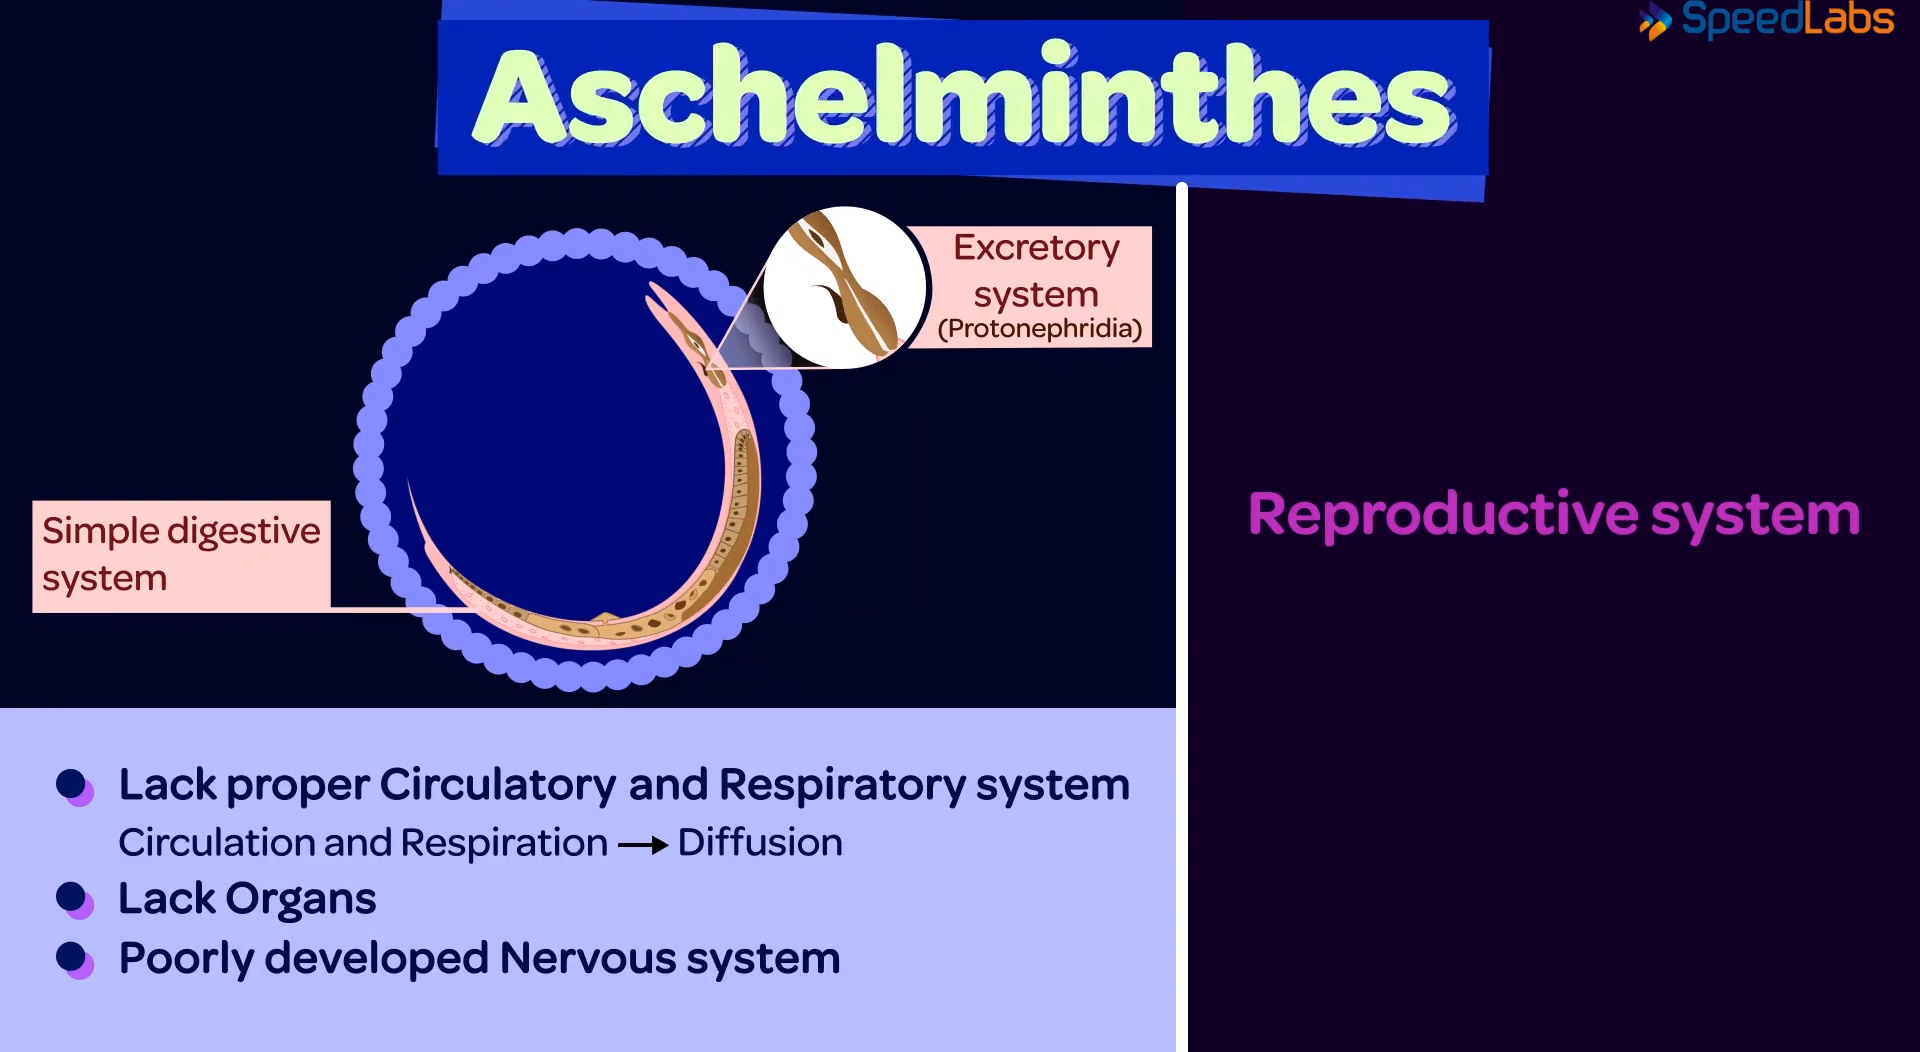 SpeedLabs
Aschelminthes
Excretory
system
(Protonephridia)
Simple digestive
system
Reproductive system
Lack proper Circulatory and Respiratory system
Circulation and Respiration → Diffusion
Lack Organs
Poorly developed Nervous system